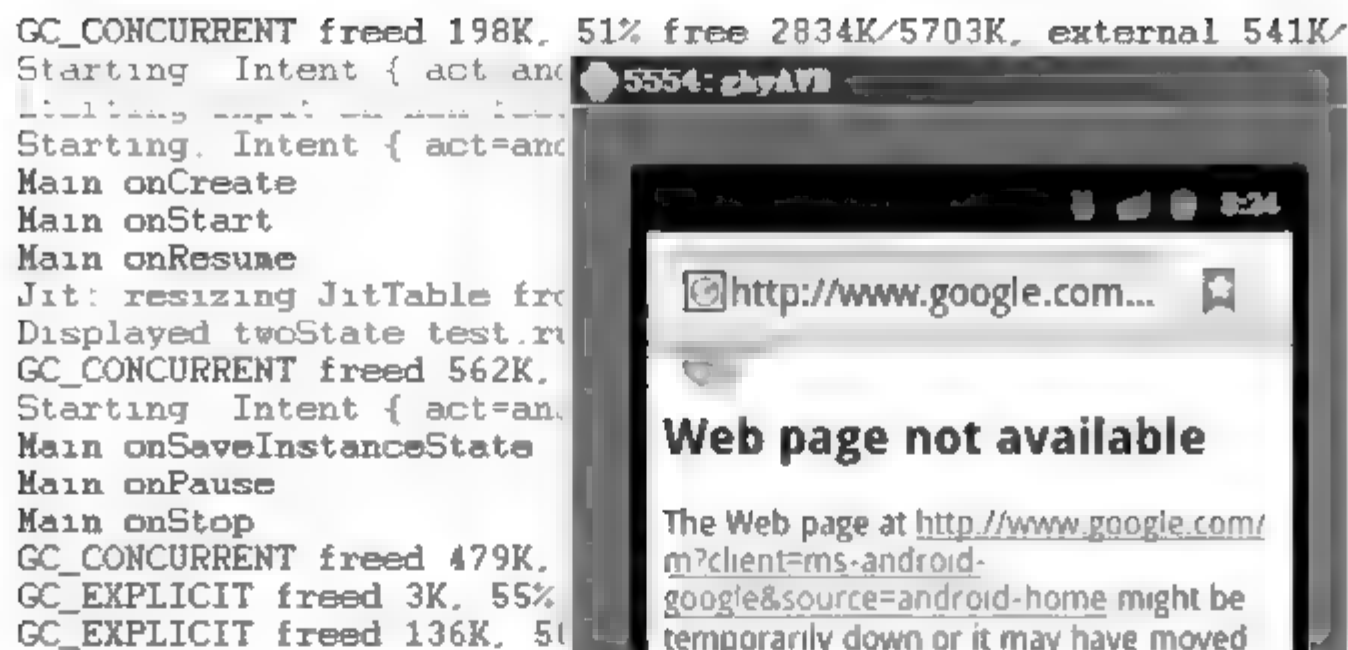 GC_CONCURRENT freed 198K, 51% free 2834K/5703K, external 541K/
Starting Intent { act
Starting. Intent { act=and
Main onCreate
Main onStart
Main onResume
Jit: resizing JitTable
Displayed twoState test.
GC_CONCURRENT freed 562K,
Starting Intent { act=an
Main onSaveInstanceState
Main onPause
Main onStop
GC_CONCURRENT freed 479K,
GC_EXPLICIT freed 3K, 55%
GC_EXPLICIT freed 136K,
5554:
8:24
http://www.google.com...
Web page not available
The Web page at http://www.google.com/
m?client=ms-android-
google&source=android-home might be
temporarily down or it may have moved